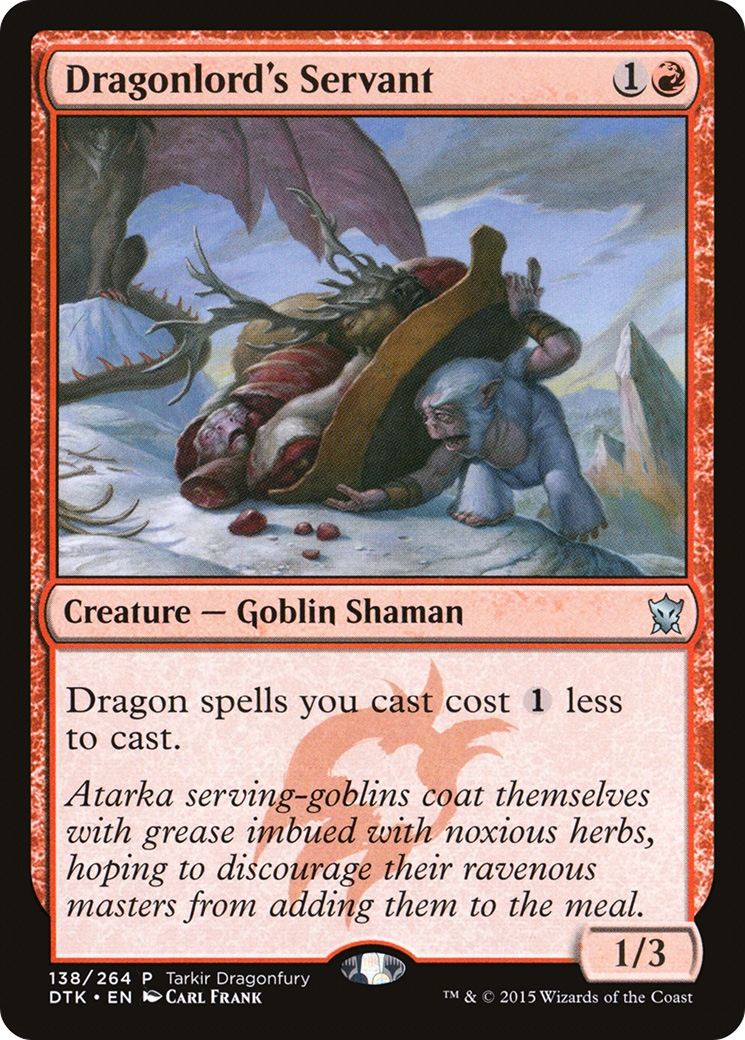 Dragonlord's Servant
1
Creature — Goblin Shaman
Dragon spells you cast cost 1 less
to cast.
Atarka serving-goblins coat themselves
with grease imbued with noxious herbs,
hoping to discourage their ravenous
masters from adding them to the meal.
1/3
138/264 P Tarkir Dragonfury
DTK • EN Carl Frank
™ & © 2015 Wizards of the Coast